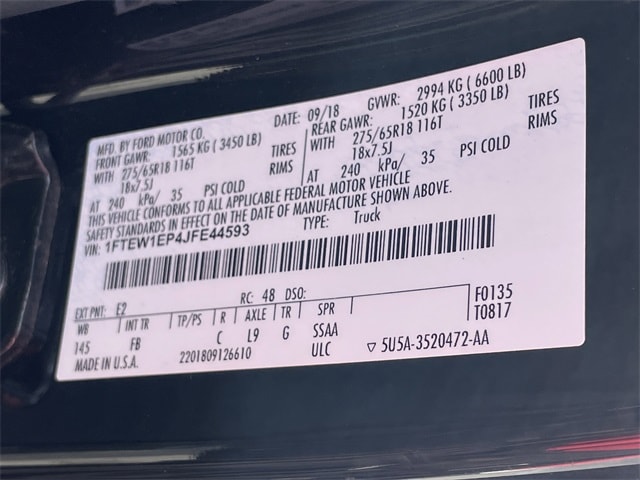 MFD. BY FORD MOTOR CO. DATE: 09/18 GVWR: 2994 KG ( 6600 LB)
FRONT GAWR: 1565 KG ( 3450 LB) REAR GAWR: 1520 KG ( 3350 LB)
WITH 275/65R18 116T TIRES WITH 275/65R18 116T TIRES
18x7.5J RIMS 18x7.5J RIMS
AT 240 kPa/ 35 PSI COLD AT 240 kPa/ 35 PSI COLD
THIS VEHICLE CONFORMS TO ALL APPLICABLE FEDERAL MOTOR VEHICLE
SAFETY STANDARDS IN EFFECT ON THE DATE OF MANUFACTURE SHOWN ABOVE.
VIN: 1FTEW1EP4JFE44593 TYPE: Truck
EXT PNT: E2 RC: 48 DSO: F0135
WB INT TR TP/PS R AXLE TR SPR T0817
145 FB C L9 G SSAA
MADE IN U.S.A. 2201809126610 ULC ▽ 5U5A-3520472-AA